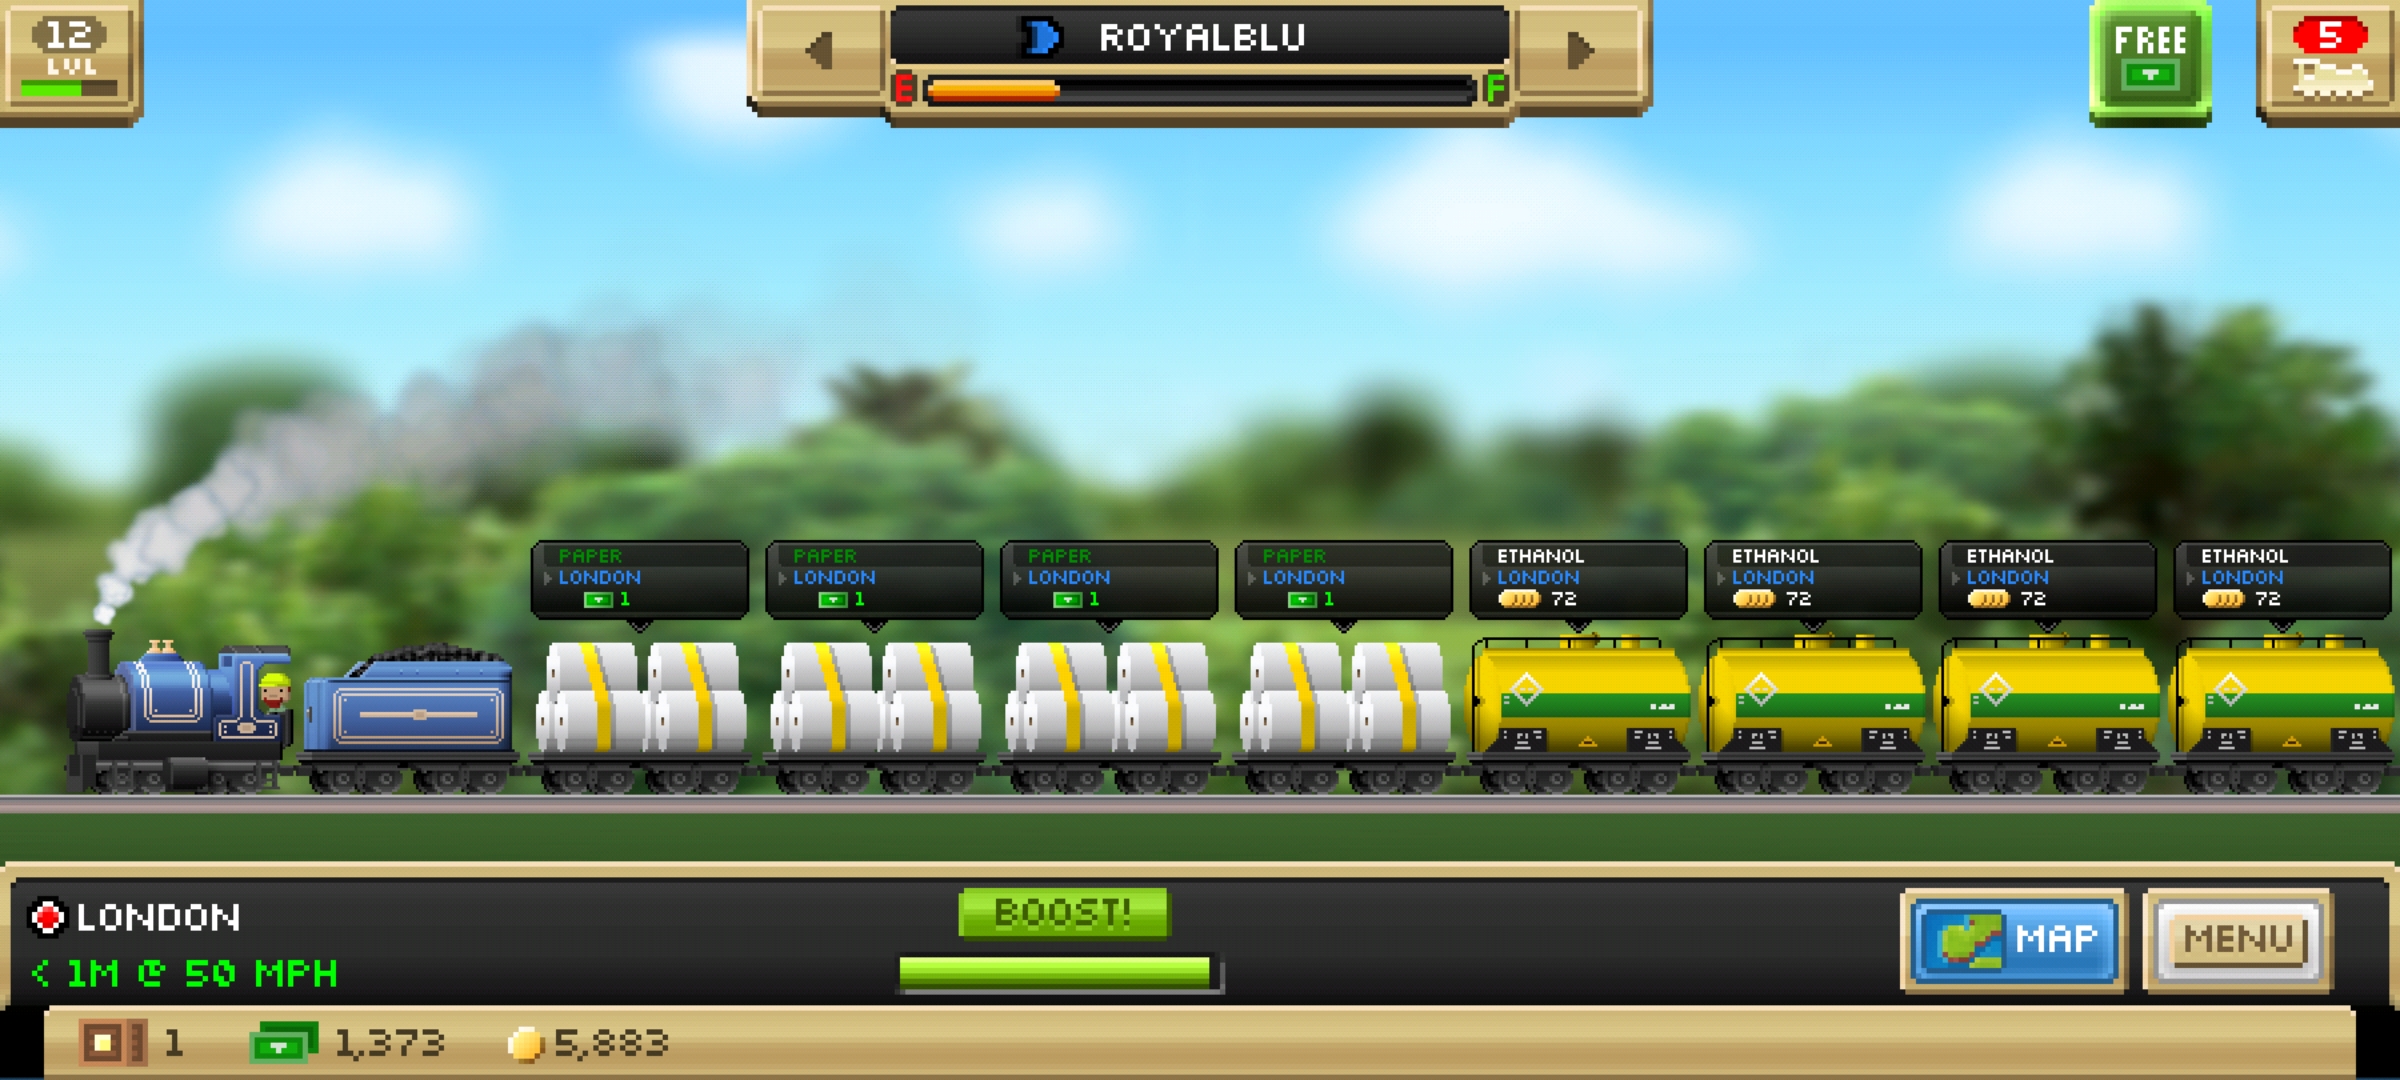 12
LVL
ROYALBLU
E F
FREE
5
PAPER
LONDON
1
PAPER
LONDON
1
PAPER
LONDON
1
PAPER
LONDON
1
ETHANOL
LONDON
72
ETHANOL
LONDON
72
ETHANOL
LONDON
72
ETHANOL
LONDON
72
LONDON
< 1M @ 50 MPH
BOOST!
MAP
MENU
1
1,373
5,883